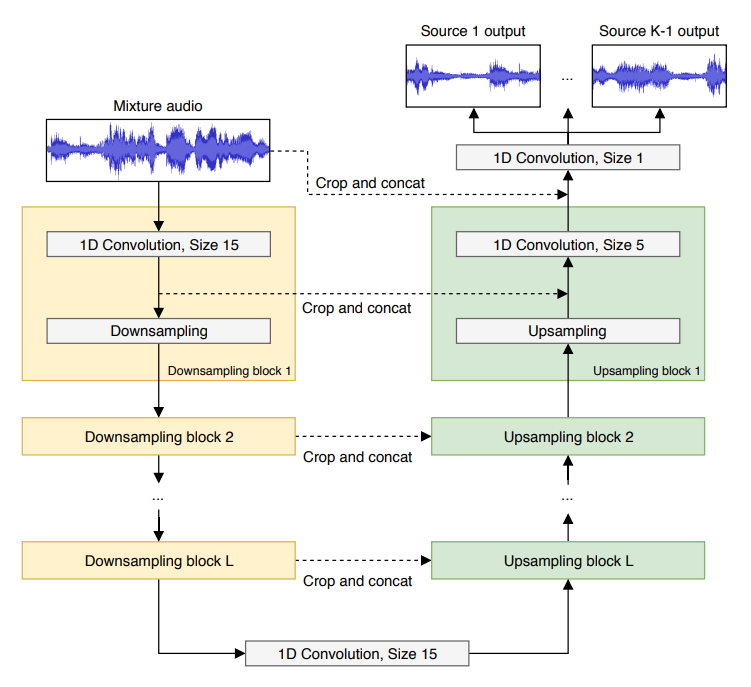 Source 1 output
Source K-1 output
...
Mixture audio
1D Convolution, Size 1
Crop and concat
1D Convolution, Size 15
1D Convolution, Size 5
Crop and concat
Downsampling
Upsampling
Downsampling block 1
Upsampling block 1
Downsampling block 2
Upsampling block 2
Crop and concat
...
...
Downsampling block L
Upsampling block L
Crop and concat
1D Convolution, Size 15